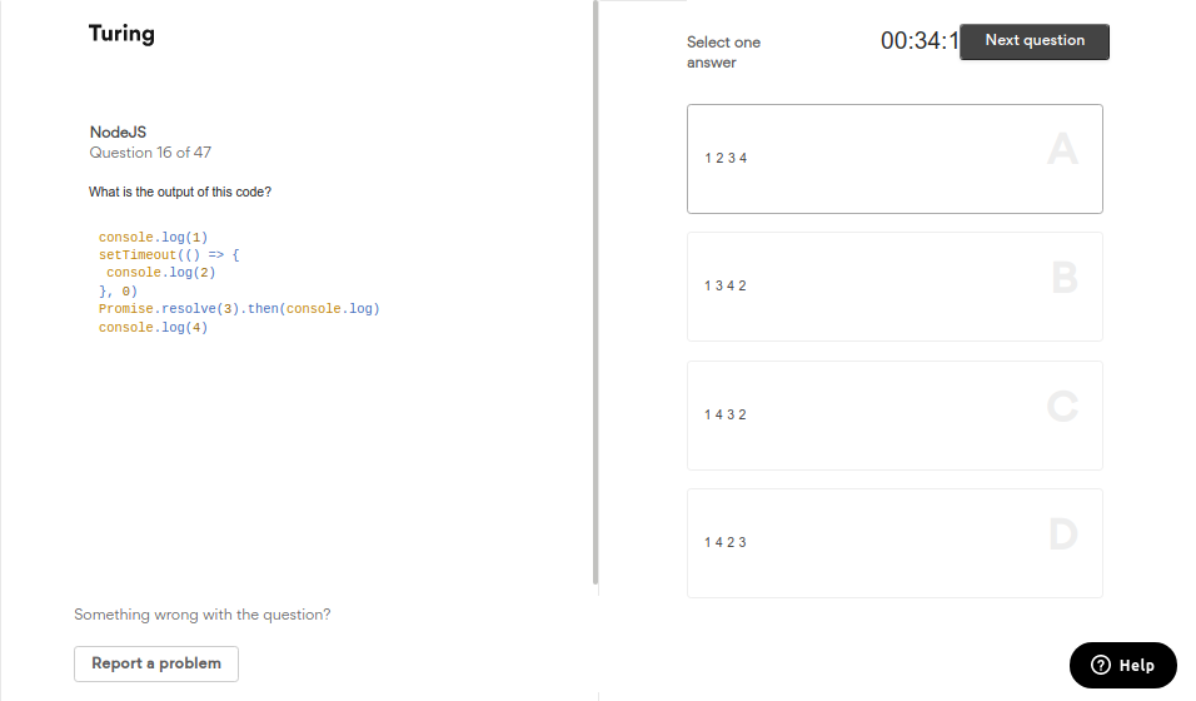 Turing
NodeJS
Question 16 of 47
What is the output of this code?
console.log(1)
setTimeout(() => {
 console.log(2)
}, 0)
Promise.resolve(3).then(console.log)
console.log(4)
Something wrong with the question?
Report a problem
Select one
answer
00:34:1
Next question
1 2 3 4
A
1 3 4 2
B
1 4 3 2
C
1 4 2 3
D
? Help